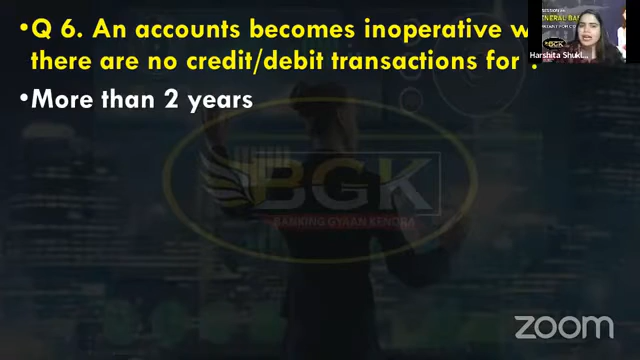 •Q 6. An accounts becomes inoperative w
there are no credit/debit transactions for
•More than 2 years
BGK
BANKING GYAAN KENDRA
BGK
Harshita Shukl...
zoom